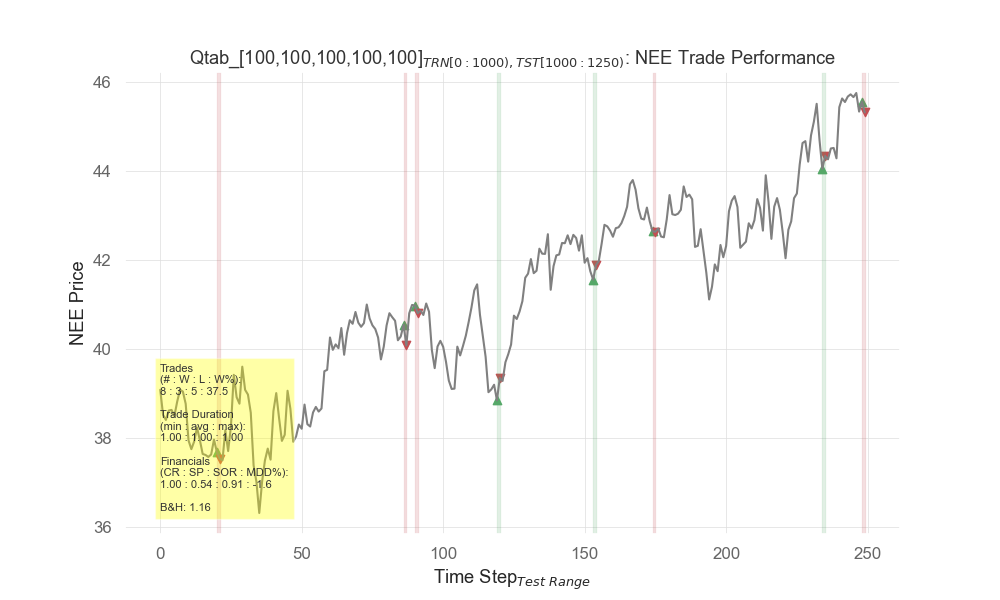 Qtab_[100,100,100,100,100]TRN[0 : 1000), TST[1000 : 1250): NEE Trade Performance
46
44
42
40
38
36
NEE Price
Trades
(# : W : L : W%):
8 : 3 : 5 : 37.5
Trade Duration
(min : avg : max):
1.00 : 1.00 : 1.00
Financials
(CR : SP : SOR : MDD%):
1.00 : 0.54 : 0.91 : -1.6
B&H: 1.16
0 50 100 150 200 250
Time StepTest Range